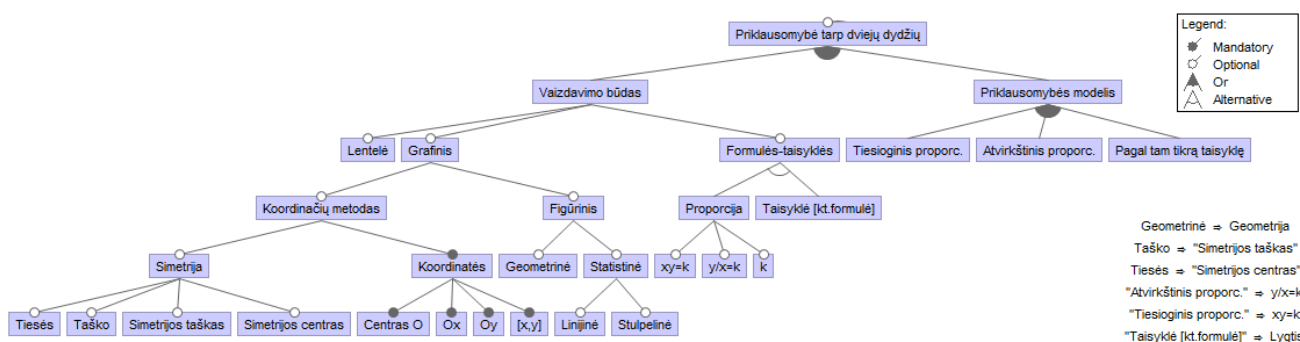 Priklausomybė tarp dviejų dydžių
Legend:
Mandatory
Optional
Or
Alternative
Vaizdavimo būdas
Priklausomybės modelis
Lentelė
Grafinis
Formulės-taisyklės
Tiesioginis proporc.
Atvirkštinis proporc.
Pagal tam tikrą taisyklę
Koordinačių metodas
Figūrinis
Proporcija
Taisyklė [kt.formulė]
Simetrija
Koordinatės
Geometrinė
Statistinė
xy=k
y/x=k
k
Tiesės
Taško
Simetrijos taškas
Simetrijos centras
Centras O
Ox
Oy
[x,y]
Linijinė
Stulpelinė
Geometrinė ⇒ Geometrija
Taško ⇒ "Simetrijos taškas"
Tiesės ⇒ "Simetrijos centras"
"Atvirkštinis proporc." ⇒ y/x=k
"Tiesioginis proporc." ⇒ xy=k
"Taisyklė [kt.formulė]" ⇒ Lygtis